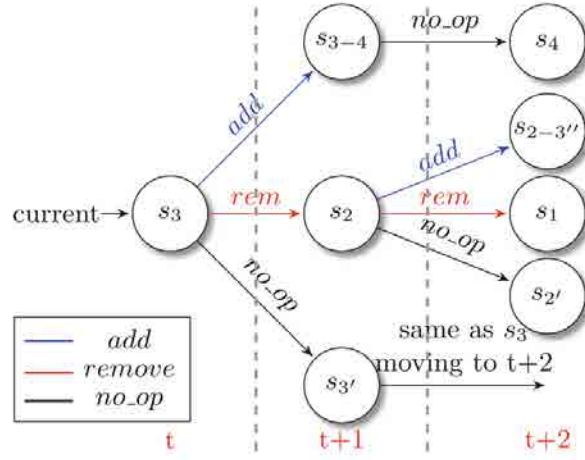 s3−4
no_op
s4
add
s2−3′′
add
current
s3
rem
s2
rem
s1
no_op
no_op
s2′
same as s3
moving to t+2
s3′
add
remove
no_op
t
t+1
t+2